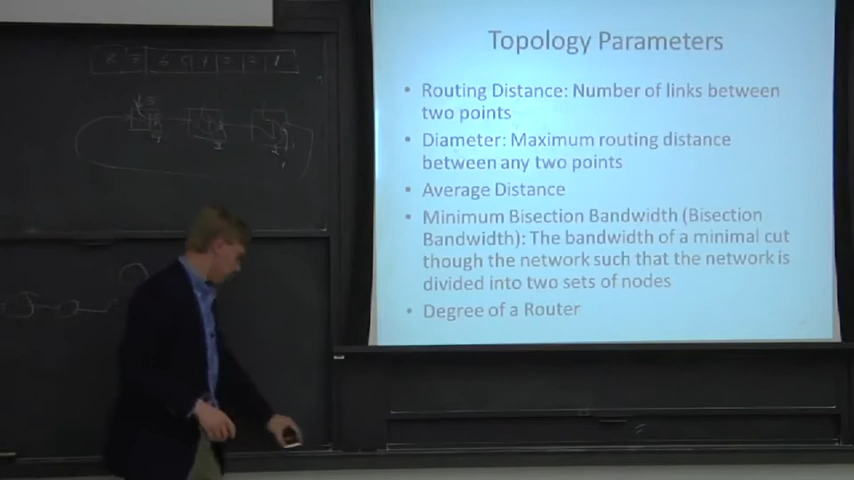 Topology Parameters
• Routing Distance: Number of links between
two points
• Diameter: Maximum routing distance
between any two points
• Average Distance
• Minimum Bisection Bandwidth (Bisection
Bandwidth): The bandwidth of a minimal cut
though the network such that the network is
divided into two sets of nodes
• Degree of a Router